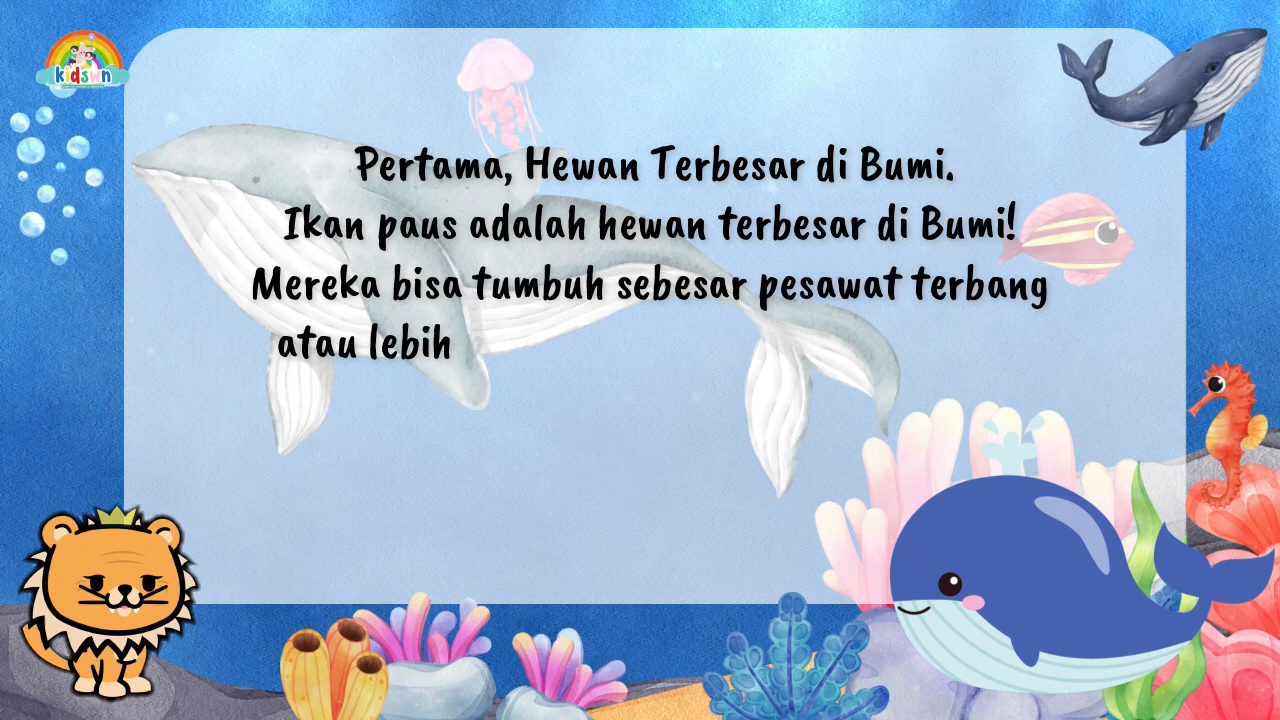 kidswn
Pertama, Hewan Terbesar di Bumi.
Ikan paus adalah hewan terbesar di Bumi!
Mereka bisa tumbuh sebesar pesawat terbang
atau lebih